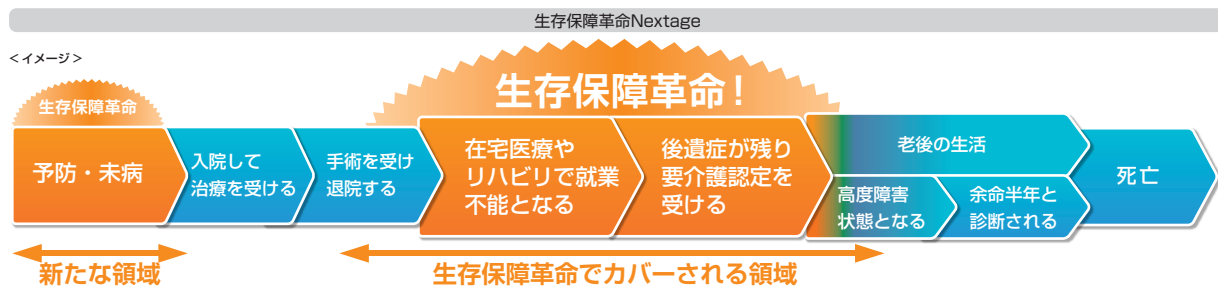 生存保障革命Nextage
<イメージ>
生存保障革命
生存保障革命！
予防・未病
入院して
治療を受ける
手術を受け
退院する
在宅医療や
リハビリで就業
不能となる
後遺症が残り
要介護認定を
受ける
老後の生活
高度障害
状態となる
余命半年と
診断される
死亡
新たな領域
生存保障革命でカバーされる領域